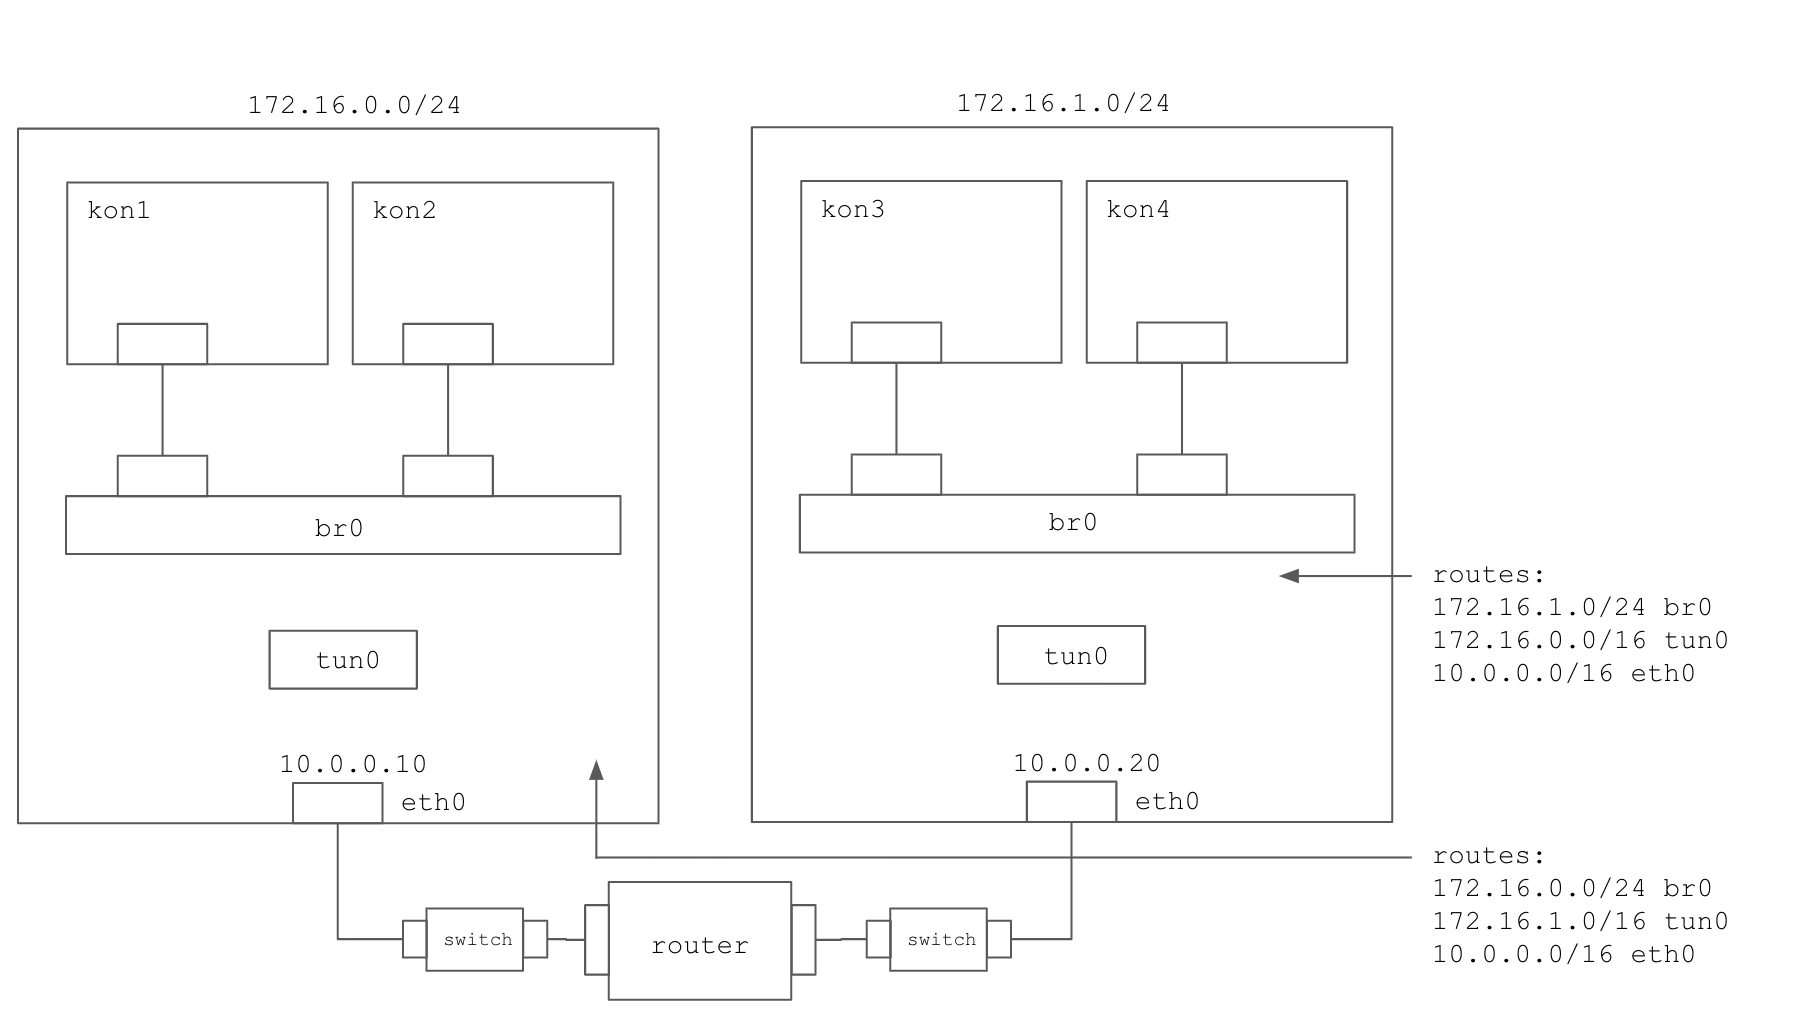 172.16.0.0/24
172.16.1.0/24
kon1
kon2
kon3
kon4
br0
br0
tun0
tun0
routes:
172.16.1.0/24 br0
172.16.0.0/16 tun0
10.0.0.0/16 eth0
10.0.0.10
eth0
10.0.0.20
eth0
routes:
172.16.0.0/24 br0
172.16.1.0/16 tun0
10.0.0.0/16 eth0
switch
router
switch